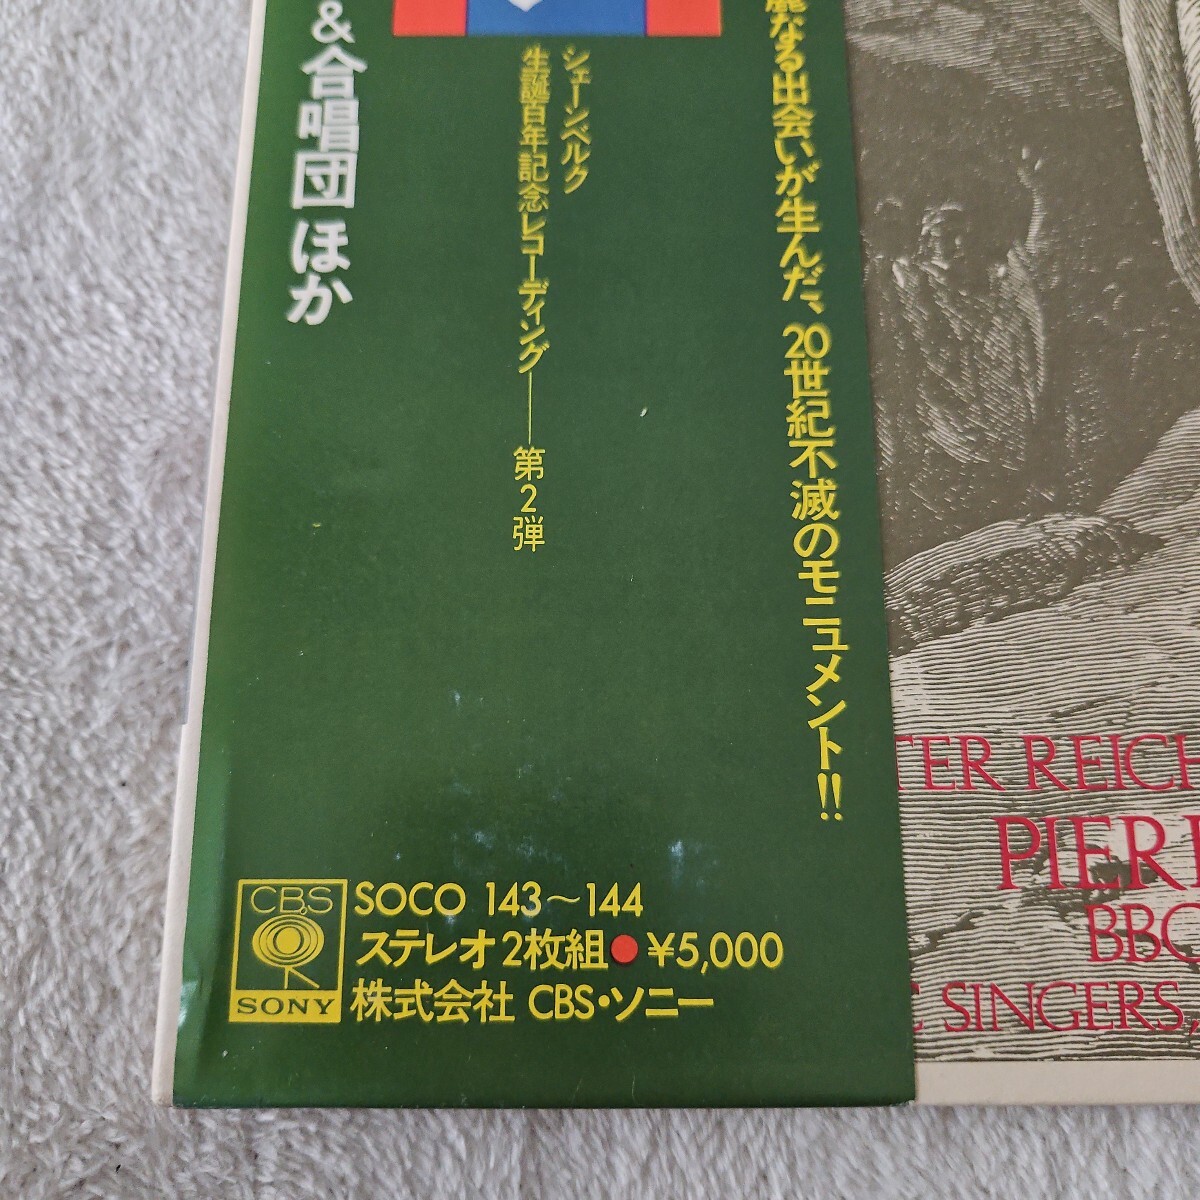 なる出会いが生んだ、20世紀不滅のモニュメント!!
シェーンベルク
生誕百年記念レコーディング——第2弾
&合唱団 ほか
CBS
SONY
SOCO 143～144
ステレオ2枚組●¥5,000
株式会社 CBS・ソニー
TER REICH
PIERR
BBC
C SINGERS,